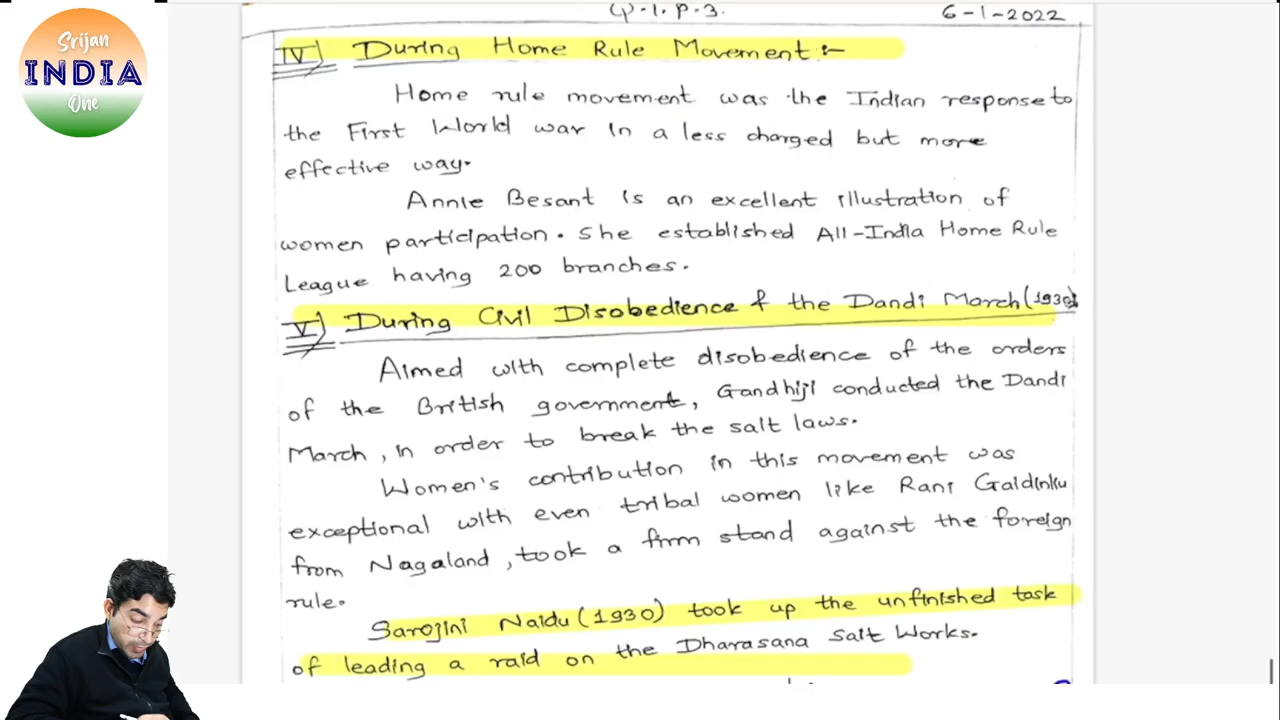 Srijan
INDIA
One
Q-1. P-3. 6-1-2022
IV) During Home Rule Movement :-
Home rule movement was the Indian response to
the First World war in a less charged but more
effective way.
Annie Besant is an excellent illustration of
women participation. She established All-India Home Rule
League having 200 branches.
V) During Civil Disobedience & the Dandi March (1930)
Aimed with complete disobedience of the orders
of the British government, Gandhiji conducted the Dandi
March, in order to break the salt laws.
Women's contribution in this movement was
exceptional with even tribal women like Rani Gaidinku
from Nagaland, took a firm stand against the foreign
rule.
Sarojini Naidu (1930) took up the unfinished task
of leading a raid on the Dharasana Salt Works.